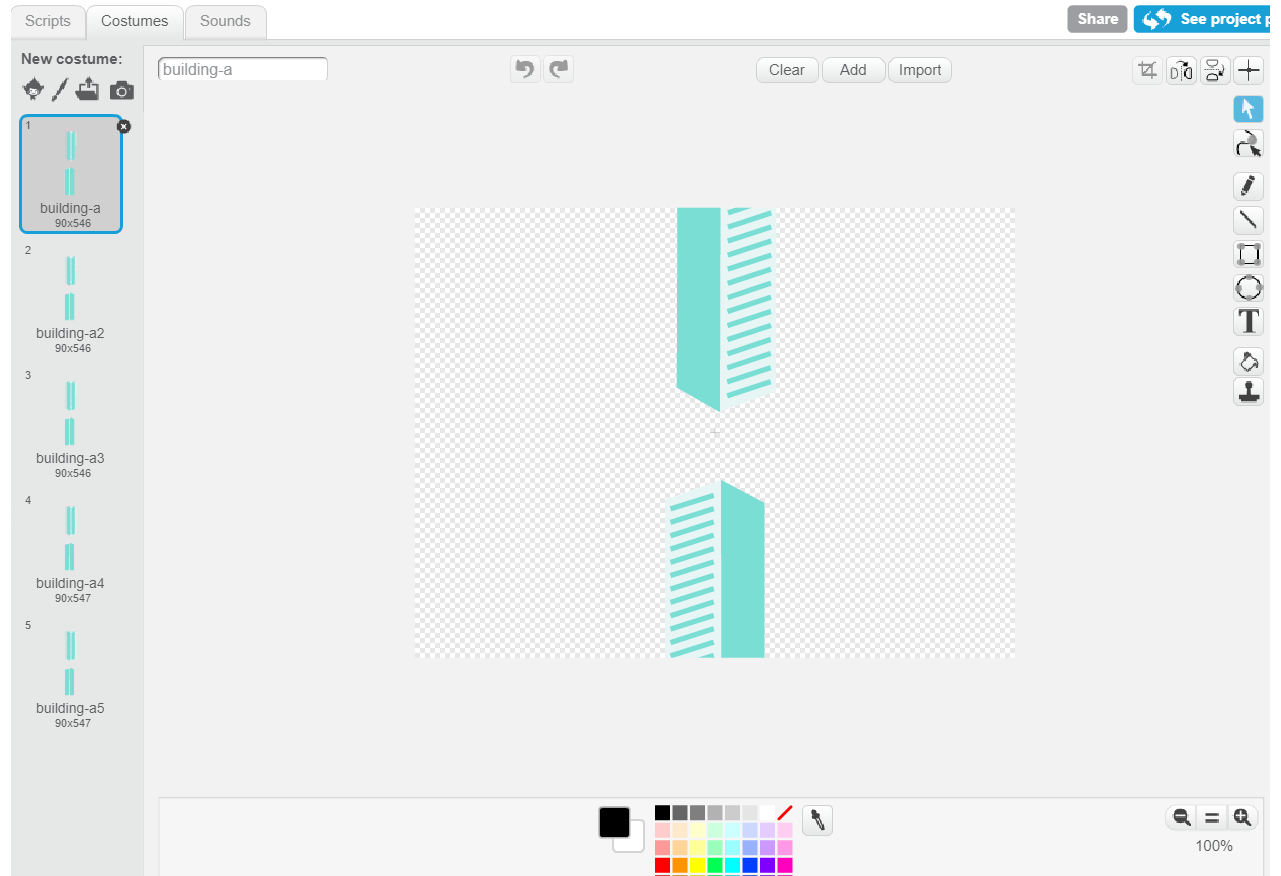 Scripts
Costumes
Sounds
Share
See project p
New costume:
building-a
Clear
Add
Import
1
building-a
90x546
2
building-a2
90x546
3
building-a3
90x546
4
building-a4
90x547
5
building-a5
90x547
T
100%